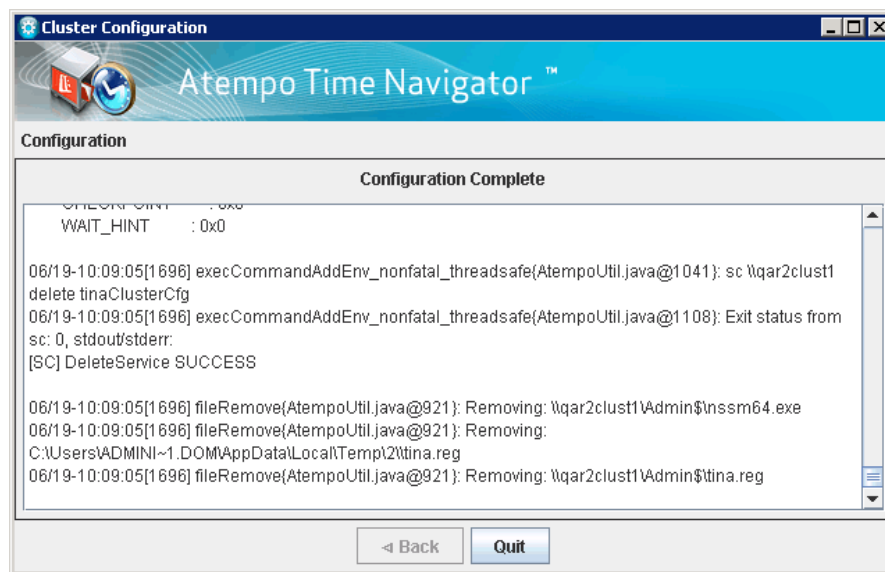 Cluster Configuration
Atempo Time Navigator ™
Configuration
Configuration Complete
CHECKPOINT : 0x0
WAIT_HINT : 0x0
06/19-10:09:05[1696] execCommandAddEnv_nonfatal_threadsafe{AtempoUtil.java@1041}: sc \\qar2clust1
delete tinaClusterCfg
06/19-10:09:05[1696] execCommandAddEnv_nonfatal_threadsafe{AtempoUtil.java@1108}: Exit status from
sc: 0, stdout/stderr:
[SC] DeleteService SUCCESS
06/19-10:09:05[1696] fileRemove{AtempoUtil.java@921}: Removing: \\qar2clust1\Admin$\nssm64.exe
06/19-10:09:05[1696] fileRemove{AtempoUtil.java@921}: Removing:
C:\Users\ADMINI~1.DOM\AppData\Local\Temp\2\\tina.reg
06/19-10:09:05[1696] fileRemove{AtempoUtil.java@921}: Removing: \\qar2clust1\Admin$\tina.reg
Back
Quit